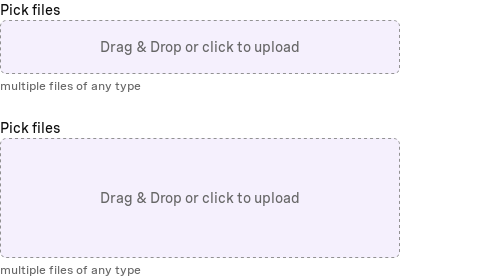 Pick files
Drag & Drop or click to upload
multiple files of any type
Pick files
Drag & Drop or click to upload
multiple files of any type